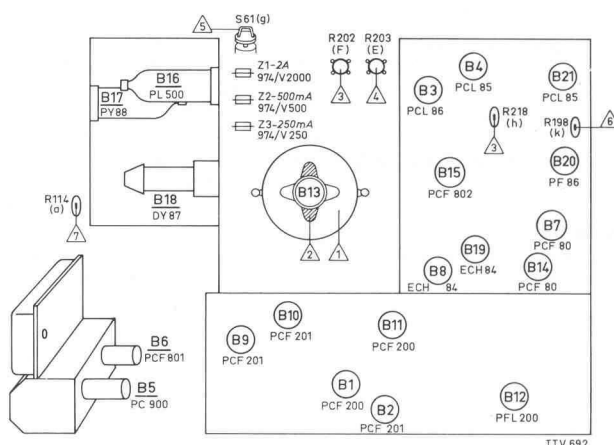 5
S61(g)
R202
(F)
R203
(E)
3
4
Z1-2A
974/V2000
Z2-500mA
974/V500
Z3-250mA
974/V250
B16
PL 500
B17
PY88
B18
DY 87
R114
(a)
7
B13
2
1
B4
PCL 85
B3
PCL 86
B21
PCL 85
R218
(h)
3
R198
(k)
6
B15
PCF 802
B20
PF 86
B7
PCF 80
B19
ECH 84
B8
ECH 84
B14
PCF 80
B6
PCF 801
B5
PC 900
B10
PCF 201
B9
PCF 201
B11
PCF 200
B1
PCF 200
B2
PCF 201
B12
PFL 200
TTV 692